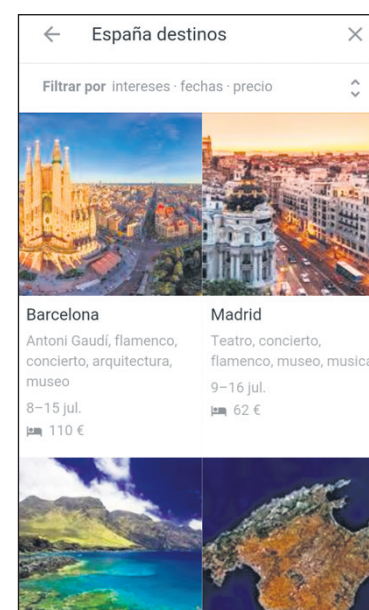 España destinos
Filtrar por intereses · fechas · precio
Barcelona
Antoni Gaudí, flamenco,
concierto, arquitectura,
museo
8–15 jul.
110 €
Madrid
Teatro, concierto,
flamenco, museo, musica
9–16 jul.
62 €